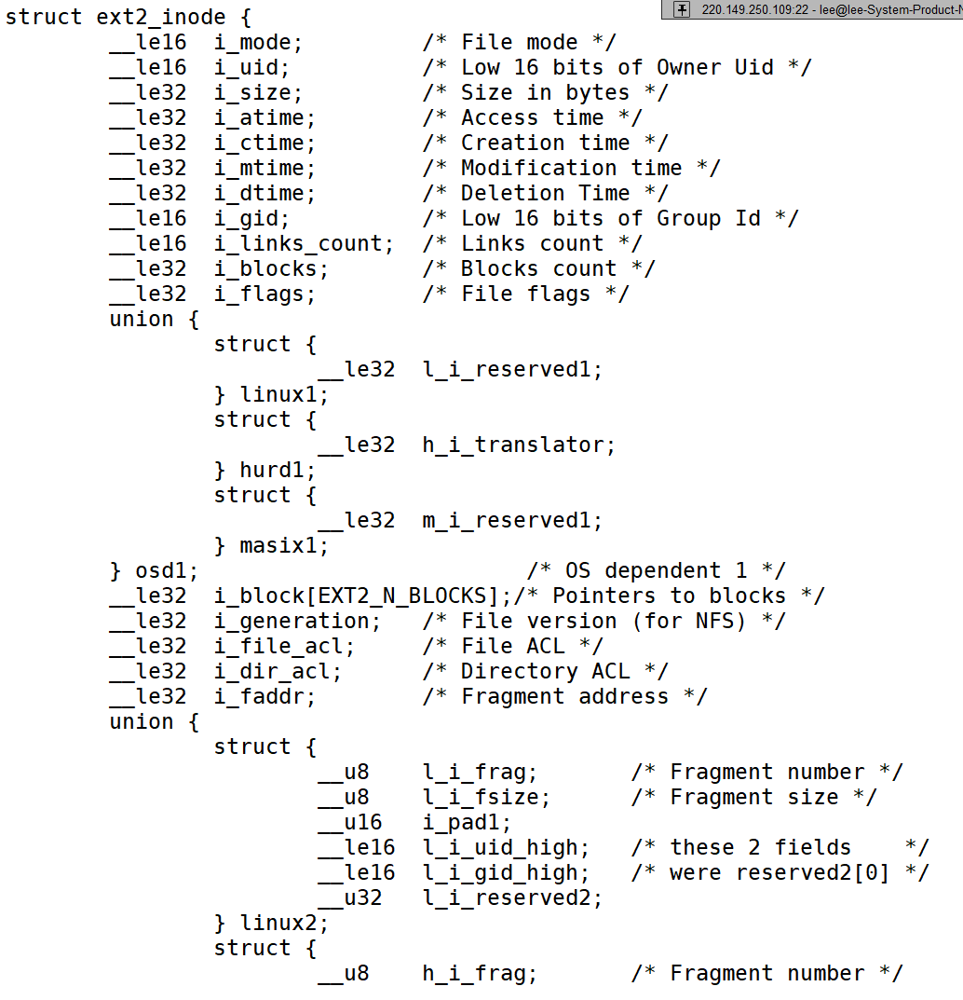 220.149.250.109:22 - lee@lee-System-Product-N
struct ext2_inode {
        __le16  i_mode;         /* File mode */
        __le16  i_uid;          /* Low 16 bits of Owner Uid */
        __le32  i_size;         /* Size in bytes */
        __le32  i_atime;        /* Access time */
        __le32  i_ctime;        /* Creation time */
        __le32  i_mtime;        /* Modification time */
        __le32  i_dtime;        /* Deletion Time */
        __le16  i_gid;          /* Low 16 bits of Group Id */
        __le16  i_links_count;  /* Links count */
        __le32  i_blocks;       /* Blocks count */
        __le32  i_flags;        /* File flags */
        union {
                struct {
                        __le32  l_i_reserved1;
                } linux1;
                struct {
                        __le32  h_i_translator;
                } hurd1;
                struct {
                        __le32  m_i_reserved1;
                } masix1;
        } osd1;                         /* OS dependent 1 */
        __le32  i_block[EXT2_N_BLOCKS];/* Pointers to blocks */
        __le32  i_generation;   /* File version (for NFS) */
        __le32  i_file_acl;     /* File ACL */
        __le32  i_dir_acl;      /* Directory ACL */
        __le32  i_faddr;        /* Fragment address */
        union {
                struct {
                        __u8    l_i_frag;       /* Fragment number */
                        __u8    l_i_fsize;      /* Fragment size */
                        __u16   i_pad1;
                        __le16  l_i_uid_high;   /* these 2 fields    */
                        __le16  l_i_gid_high;   /* were reserved2[0] */
                        __u32   l_i_reserved2;
                } linux2;
                struct {
                        __u8    h_i_frag;       /* Fragment number */